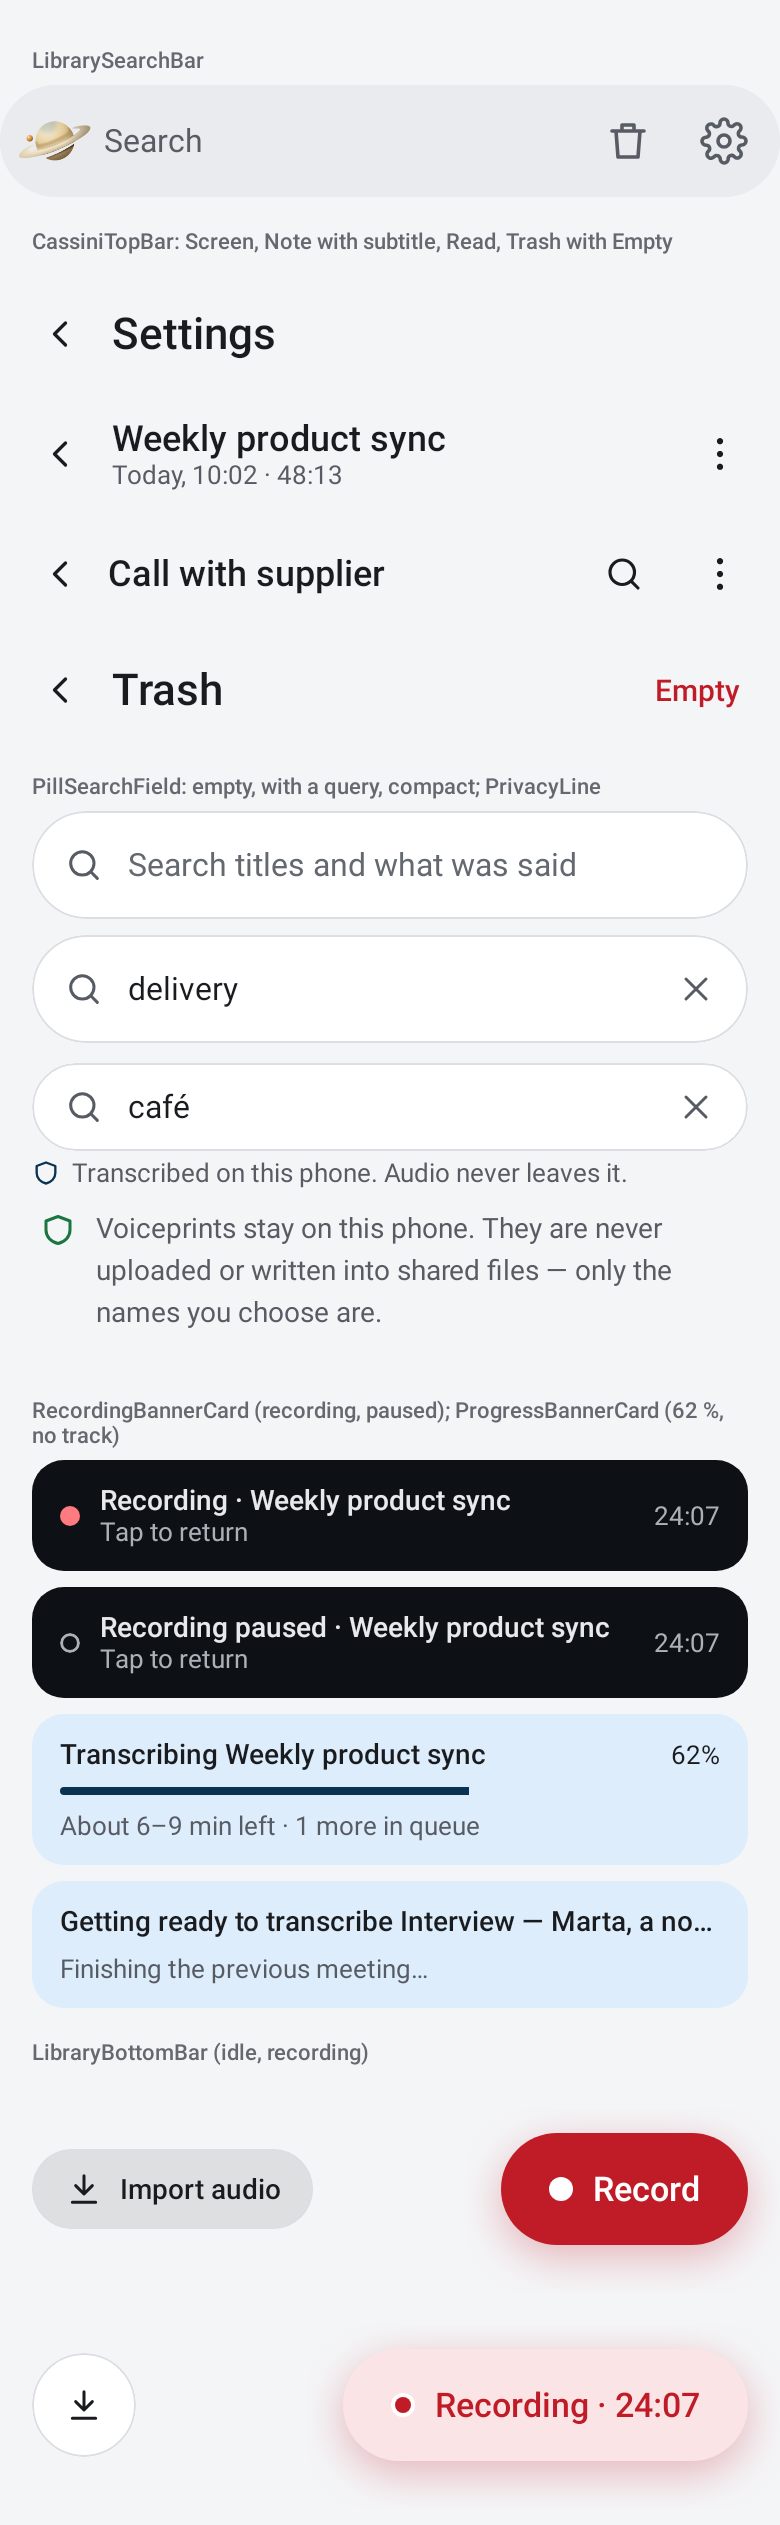 LibrarySearchBar
Search
CassiniTopBar: Screen, Note with subtitle, Read, Trash with Empty
Settings
Weekly product sync
Today, 10:02 · 48:13
Call with supplier
Trash
Empty
PillSearchField: empty, with a query, compact; PrivacyLine
Search titles and what was said
delivery
café
Transcribed on this phone. Audio never leaves it.
Voiceprints stay on this phone. They are never
uploaded or written into shared files — only the
names you choose are.
RecordingBannerCard (recording, paused); ProgressBannerCard (62 %,
no track)
Recording · Weekly product sync
Tap to return
24:07
Recording paused · Weekly product sync
Tap to return
24:07
Transcribing Weekly product sync
62%
About 6–9 min left · 1 more in queue
Getting ready to transcribe Interview — Marta, a no…
Finishing the previous meeting…
LibraryBottomBar (idle, recording)
Import audio
Record
Recording · 24:07